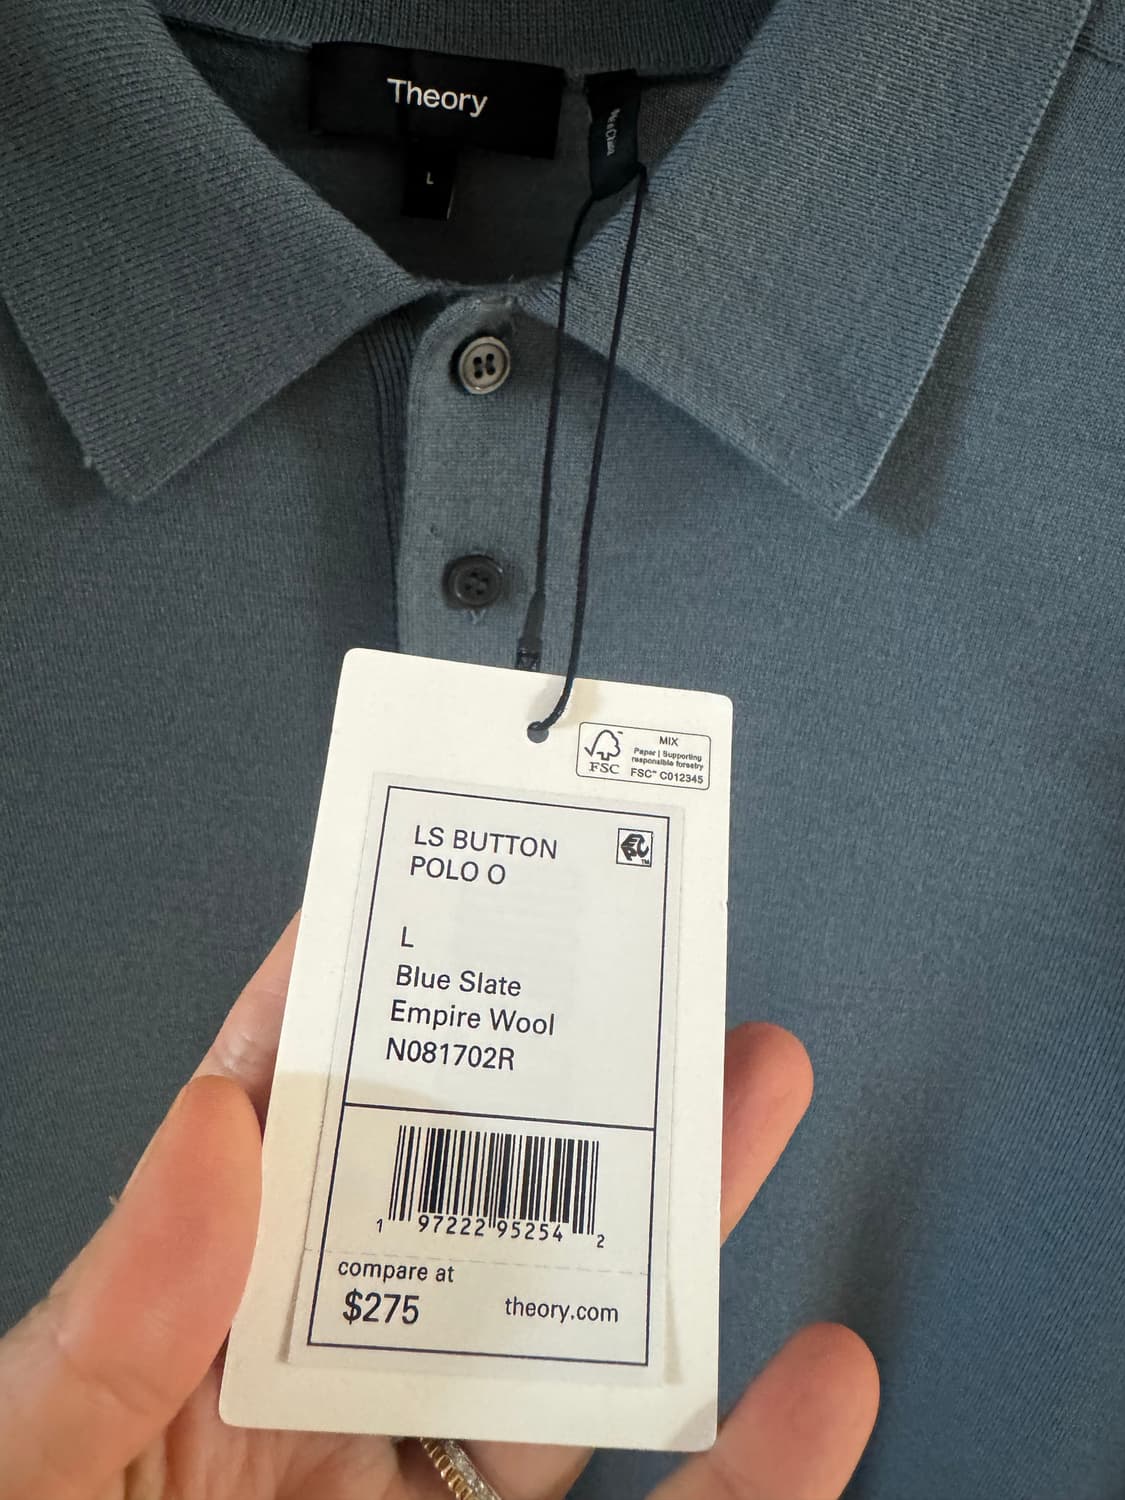 Theory
L
MIX
Paper | Supporting
responsible forestry
FSC™ C012345
FSC
LS BUTTON
POLO O
EPC™
L
Blue Slate
Empire Wool
N081702R
1 97222 95254 2
compare at
$275 theory.com